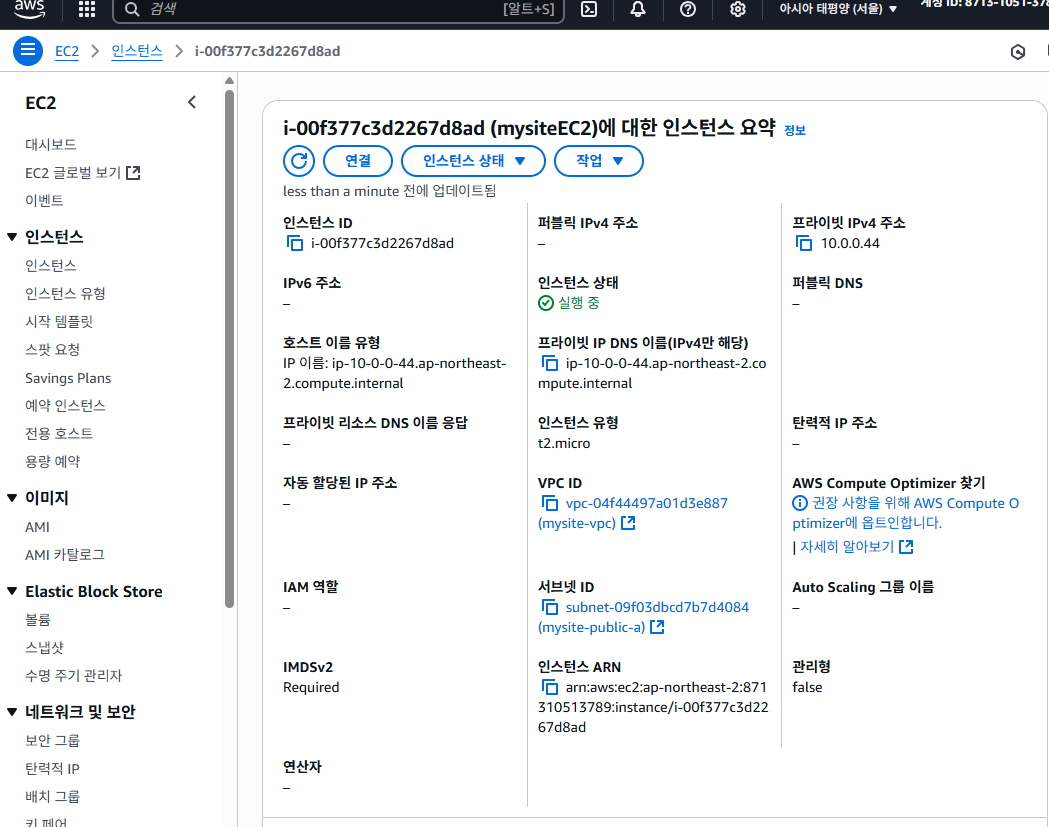 aws
검색
[알트+S]
아시아 태평양 (서울)
EC2
인스턴스
i-00f377c3d2267d8ad
EC2
대시보드
EC2 글로벌 보기
이벤트
인스턴스
인스턴스
인스턴스 유형
시작 템플릿
스팟 요청
Savings Plans
예약 인스턴스
전용 호스트
용량 예약
이미지
AMI
AMI 카탈로그
Elastic Block Store
볼륨
스냅샷
수명 주기 관리자
네트워크 및 보안
보안 그룹
탄력적 IP
배치 그룹
키 페어
i-00f377c3d2267d8ad (mysiteEC2)에 대한 인스턴스 요약 정보
연결
인스턴스 상태
작업
less than a minute 전에 업데이트됨
인스턴스 ID
i-00f377c3d2267d8ad
퍼블릭 IPv4 주소
–
프라이빗 IPv4 주소
10.0.0.44
IPv6 주소
–
인스턴스 상태
실행 중
퍼블릭 DNS
–
호스트 이름 유형
IP 이름: ip-10-0-0-44.ap-northeast-
2.compute.internal
프라이빗 IP DNS 이름(IPv4만 해당)
ip-10-0-0-44.ap-northeast-2.co
mpute.internal
프라이빗 리소스 DNS 이름 응답
–
인스턴스 유형
t2.micro
탄력적 IP 주소
–
자동 할당된 IP 주소
–
VPC ID
vpc-04f44497a01d3e887
(mysite-vpc)
AWS Compute Optimizer 찾기
권장 사항을 위해 AWS Compute O
ptimizer에 옵트인합니다.
| 자세히 알아보기
IAM 역할
–
서브넷 ID
subnet-09f03dbcd7b7d4084
(mysite-public-a)
Auto Scaling 그룹 이름
–
IMDSv2
Required
인스턴스 ARN
arn:aws:ec2:ap-northeast-2:871
310513789:instance/i-00f377c3d22
67d8ad
관리형
false
연산자
–